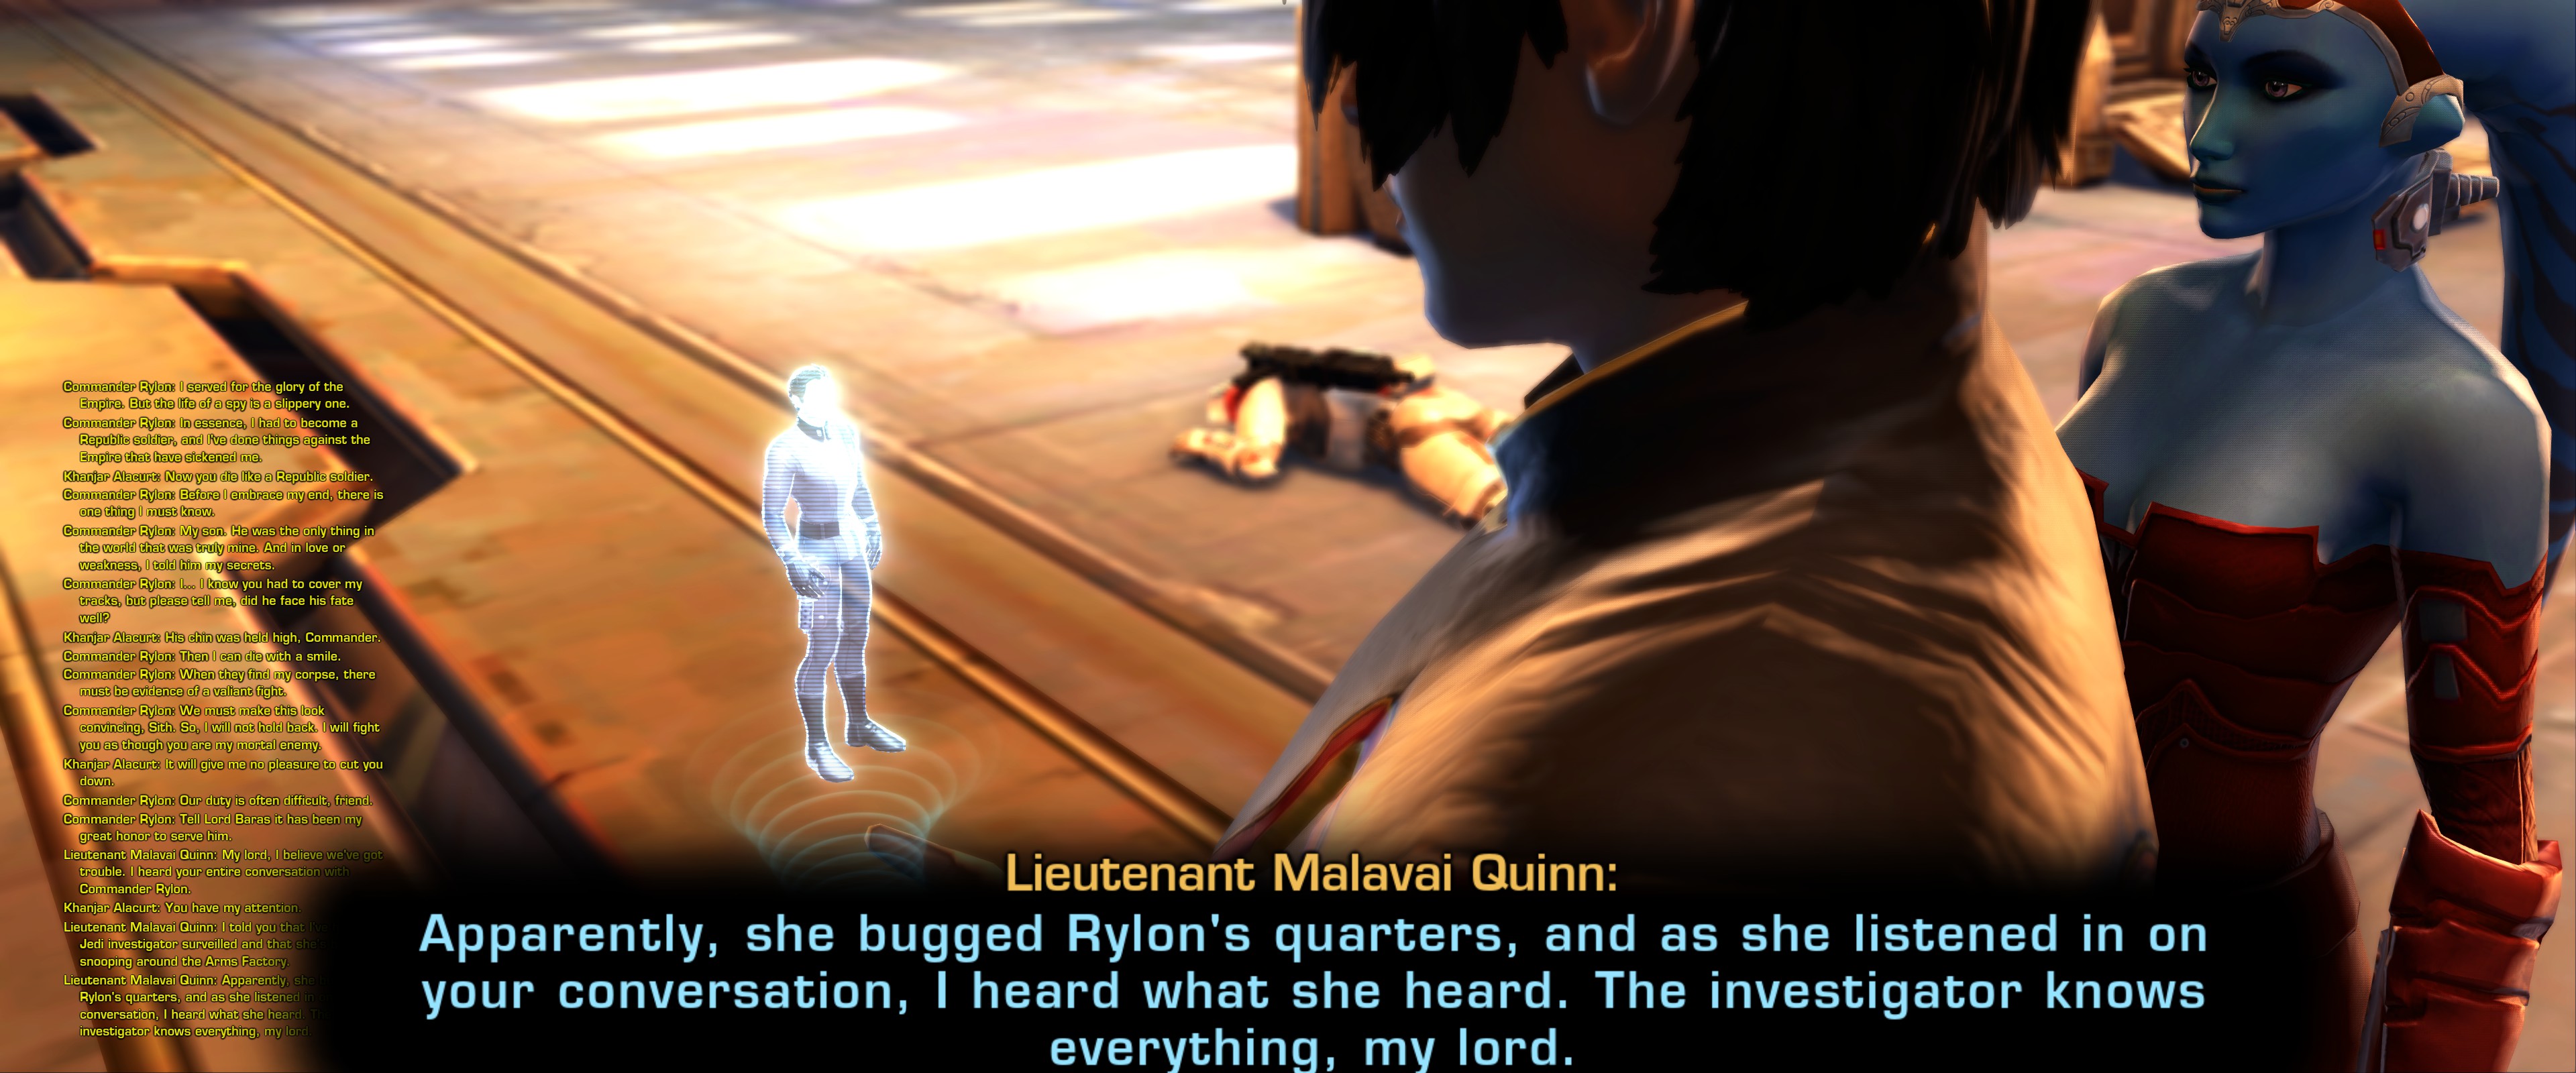 Commander Rylon: I served for the glory of the
Empire. But the life of a spy is a slippery one.
Commander Rylon: In essence, I had to become a
Republic soldier, and I've done things against the
Empire that have sickened me.
Khanjar Alacurt: Now you die like a Republic soldier.
Commander Rylon: Before I embrace my end, there is
one thing I must know.
Commander Rylon: My son. He was the only thing in
the world that was truly mine. And in love or
weakness, I told him my secrets.
Commander Rylon: I... I know you had to cover my
tracks, but please tell me, did he face his fate
well?
Khanjar Alacurt: His chin was held high, Commander.
Commander Rylon: Then I can die with a smile.
Commander Rylon: When they find my corpse, there
must be evidence of a valiant fight.
Commander Rylon: We must make this look
convincing, Sith. So, I will not hold back. I will fight
you as though you are my mortal enemy.
Khanjar Alacurt: It will give me no pleasure to cut you
down.
Commander Rylon: Our duty is often difficult, friend.
Commander Rylon: Tell Lord Baras it has been my
great honor to serve him.
Lieutenant Malavai Quinn: My lord, I believe we've got
trouble. I heard your entire conversation with
Commander Rylon.
Khanjar Alacurt: You have my attention.
Lieutenant Malavai Quinn: I told you that I've
Jedi investigator surveilled and that she's
snooping around the Arms Factory.
Lieutenant Malavai Quinn: Apparently, she
Rylon's quarters, and as she listened in
conversation, I heard what she heard.
investigator knows everything, my lord.
Lieutenant Malavai Quinn:
Apparently, she bugged Rylon's quarters, and as she listened in on
your conversation, I heard what she heard. The investigator knows
everything, my lord.